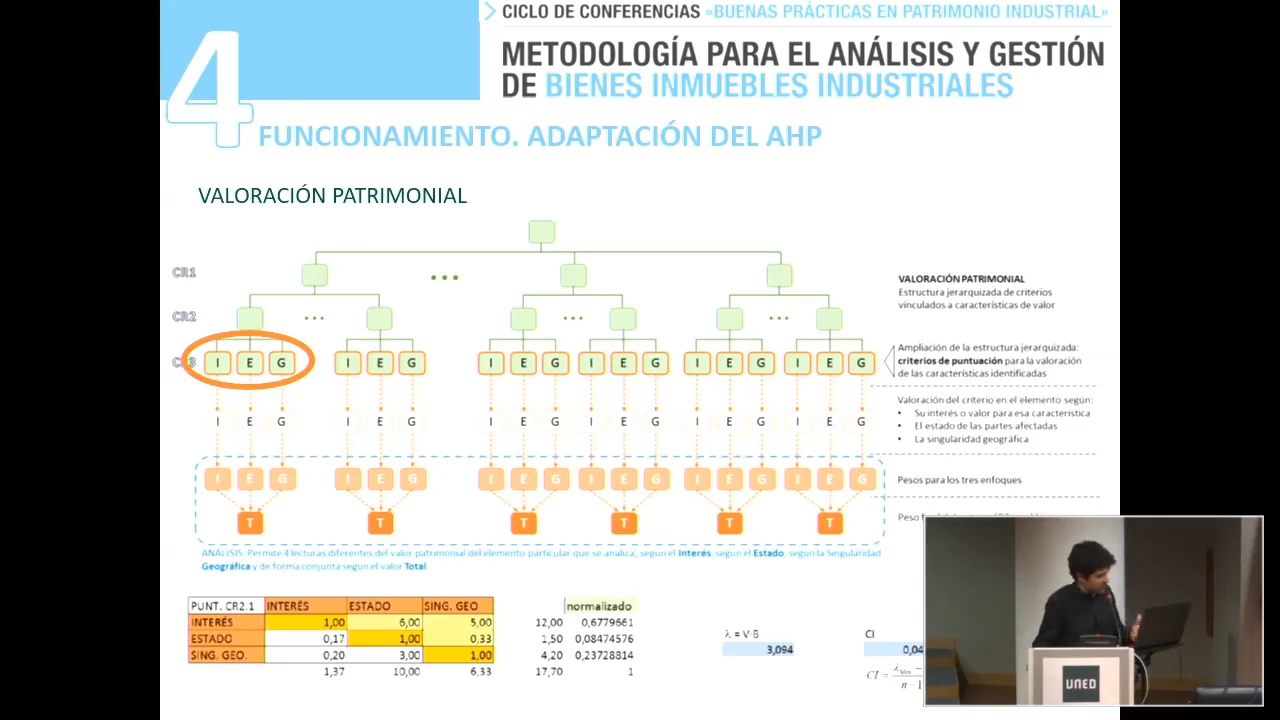 CICLO DE CONFERENCIAS «BUENAS PRÁCTICAS EN PATRIMONIO INDUSTRIAL»
METODOLOGÍA PARA EL ANÁLISIS Y GESTIÓN
DE BIENES INMUEBLES INDUSTRIALES
4
FUNCIONAMIENTO. ADAPTACIÓN DEL AHP
VALORACIÓN PATRIMONIAL
CR1
VALORACIÓN PATRIMONIAL
Estructura jerarquizada de criterios
vinculados a características de valor
CR2
CR3 I E G I E G I E G I E G I E G I E G
Ampliación de la estructura jerarquizada:
criterios de puntuación para la valoración
de las características identificadas
I E G I E G I E G I E G I E G I E G
Valoración del criterio en el elemento según:
• Su interés o valor para esa característica
• El estado de las partes afectadas
• La singularidad geográfica
I E G I E G I E G I E G I E G I E G
Pesos para los tres enfoques
T T T T T T
Peso
ANÁLISIS: Permite 4 lecturas diferentes del valor patrimonial del elemento particular que se analiza; según el Interés, según el Estado, según la Singularidad
Geográfica y de forma conjunta según el valor Total
PUNT. CR2.1 INTERÉS ESTADO SING. GEO normalizado
INTERÉS 1,00 6,00 5,00 12,00 0,6779661
ESTADO 0,17 1,00 0,33 1,50 0,08474576
SING. GEO. 0,20 3,00 1,00 4,20 0,23728814
1,37 10,00 6,33 17,70 1
λ = V·B CI
3,094 0,04
CI =
n - 1
UNED